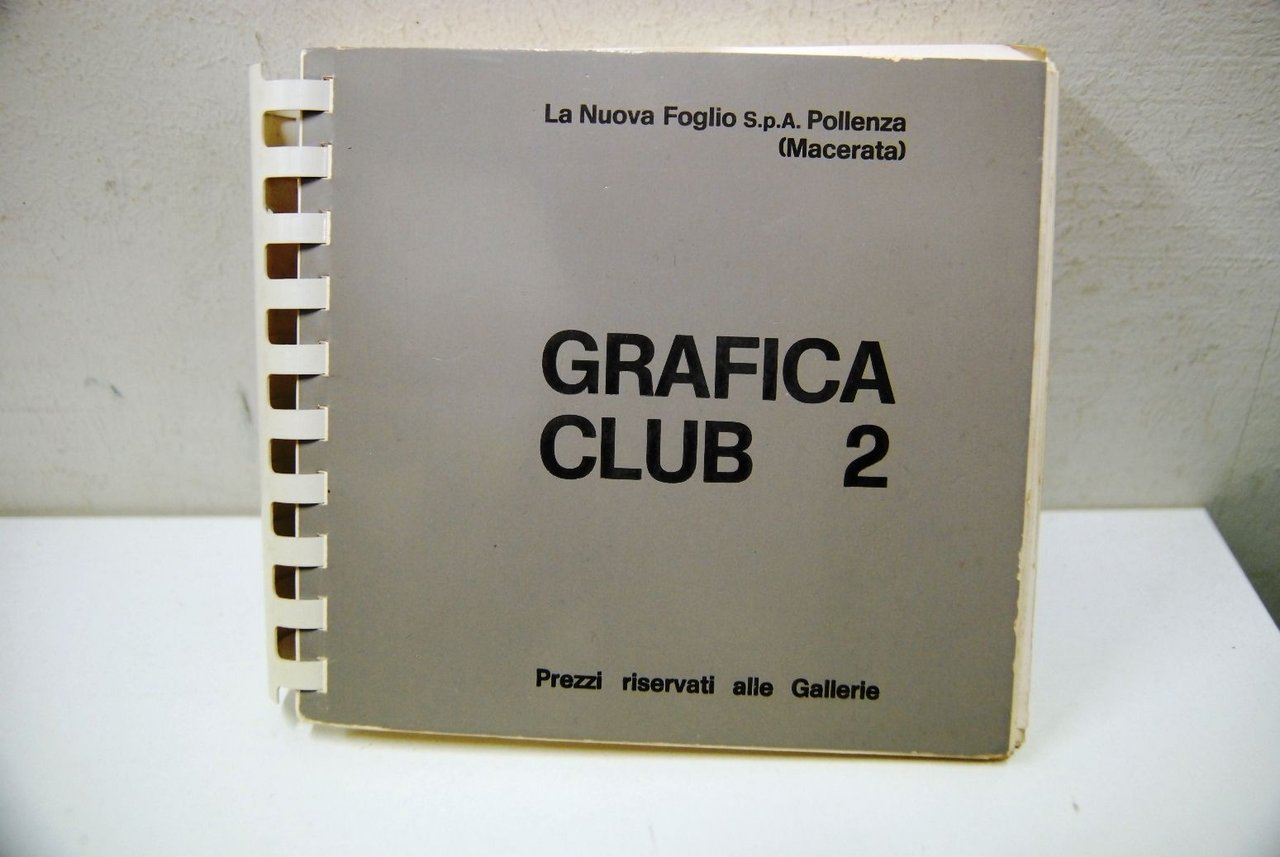 La Nuova Foglio S.p.A. Pollenza
(Macerata)
GRAFICA
CLUB 2
Prezzi riservati alle Gallerie